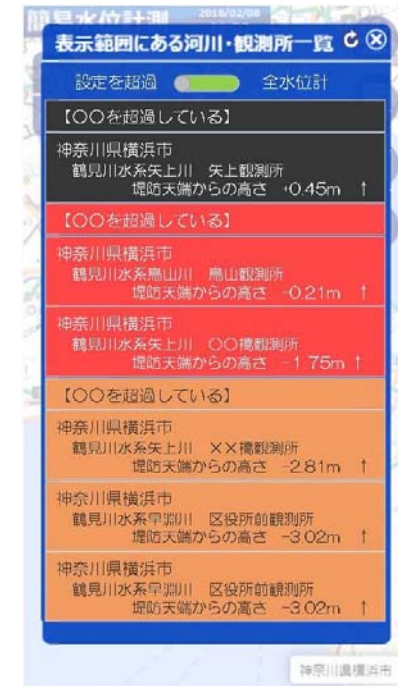 簡易水位計測
2016/02/08
表示範囲にある河川・観測所一覧
設定を超過 全水位計
【〇〇を超過している】
神奈川県横浜市
鶴見川水系矢上川 矢上観測所
堤防天端からの高さ +0.45m ↑
【〇〇を超過している】
神奈川県横浜市
鶴見川水系鳥山川 鳥山観測所
堤防天端からの高さ -0.21m ↑
神奈川県横浜市
鶴見川水系矢上川 〇〇橋観測所
堤防天端からの高さ -1.75m ↑
【〇〇を超過している】
神奈川県横浜市
鶴見川水系矢上川 ××橋観測所
堤防天端からの高さ -2.81m ↑
神奈川県横浜市
鶴見川水系早渕川 区役所前観測所
堤防天端からの高さ -3.02m ↑
神奈川県横浜市
鶴見川水系早渕川 区役所前観測所
堤防天端からの高さ -3.02m ↑
神奈川県横浜市